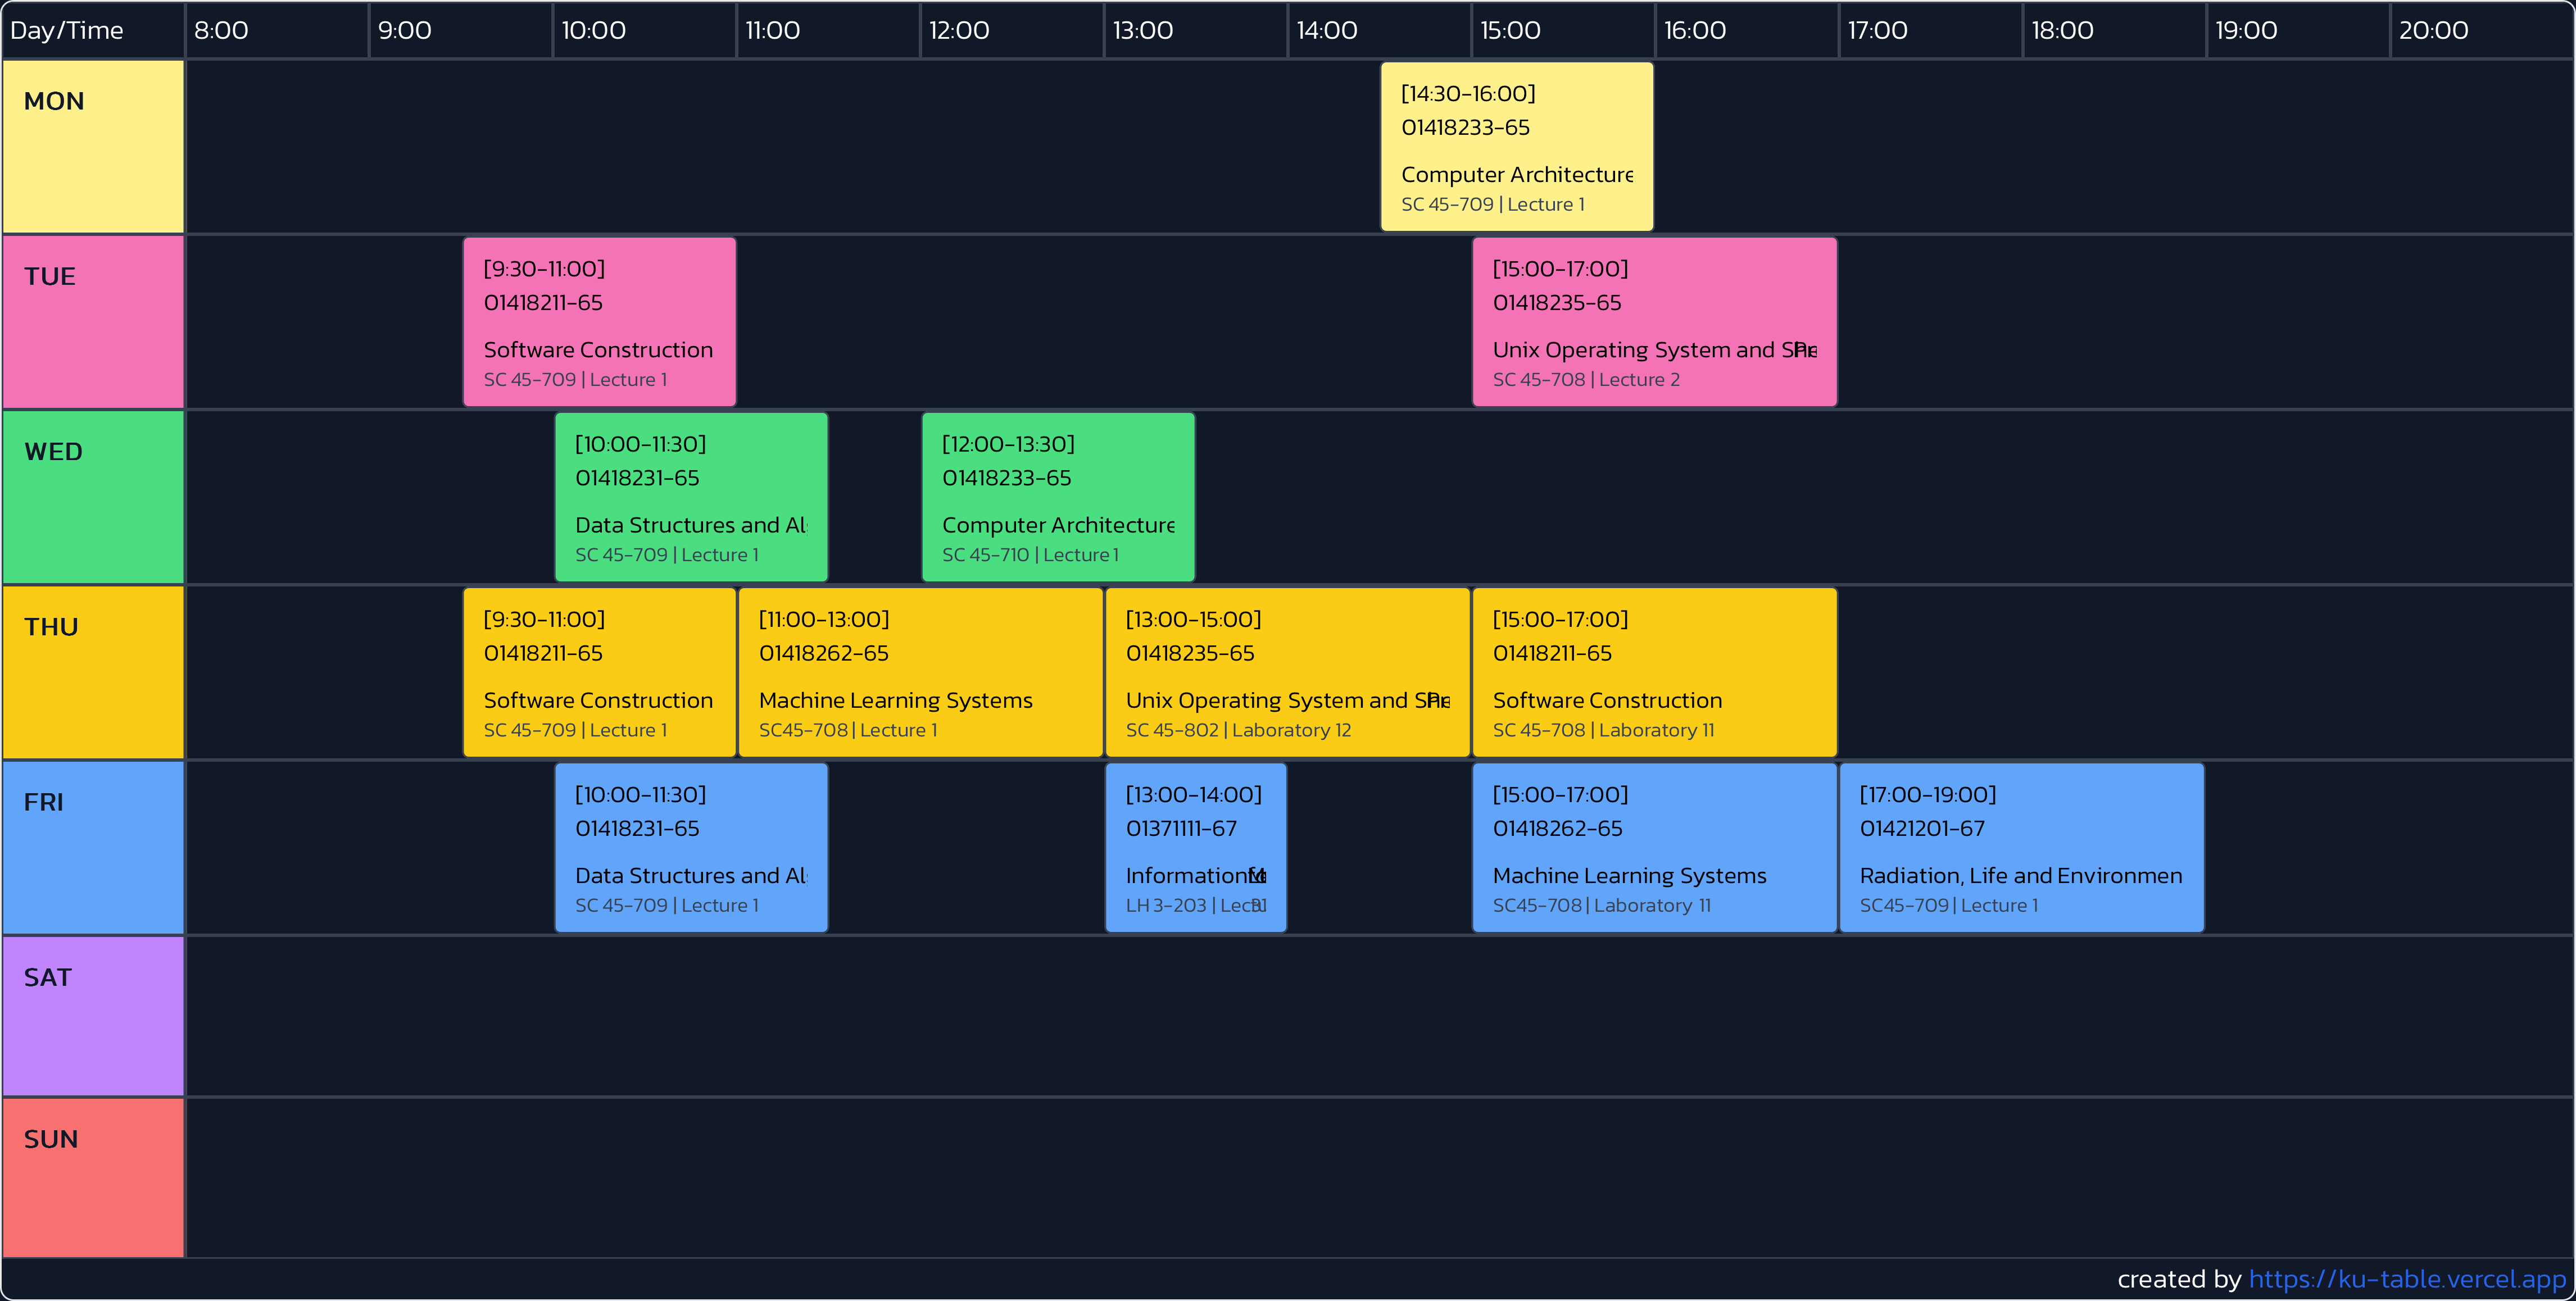 Day/Time 8:00 9:00 10:00 11:00 12:00 13:00 14:00 15:00 16:00 17:00 18:00 19:00 20:00
MON
[14:30-16:00]
01418233-65
Computer Architecture
SC 45-709 | Lecture 1
TUE
[9:30-11:00]
01418211-65
Software Construction
SC 45-709 | Lecture 1
[15:00-17:00]
01418235-65
Unix Operating System and
SC 45-708 | Lecture 2
WED
[10:00-11:30]
01418231-65
Data Structures and
SC 45-709 | Lecture 1
[12:00-13:30]
01418233-65
Computer Architecture
SC 45-710 | Lecture 1
THU
[9:30-11:00]
01418211-65
Software Construction
SC 45-709 | Lecture 1
[11:00-13:00]
01418262-65
Machine Learning Systems
SC45-708 | Lecture 1
[13:00-15:00]
01418235-65
Unix Operating System and
SC 45-802 | Laboratory 12
[15:00-17:00]
01418211-65
Software Construction
SC 45-708 | Laboratory 11
FRI
[10:00-11:30]
01418231-65
Data Structures and
SC 45-709 | Lecture 1
[13:00-14:00]
01371111-67
Information
LH 3-203 |
[15:00-17:00]
01418262-65
Machine Learning Systems
SC45-708 | Laboratory 11
[17:00-19:00]
01421201-67
Radiation, Life and Environmen
SC45-709 | Lecture 1
SAT
SUN
created by https://ku-table.vercel.app